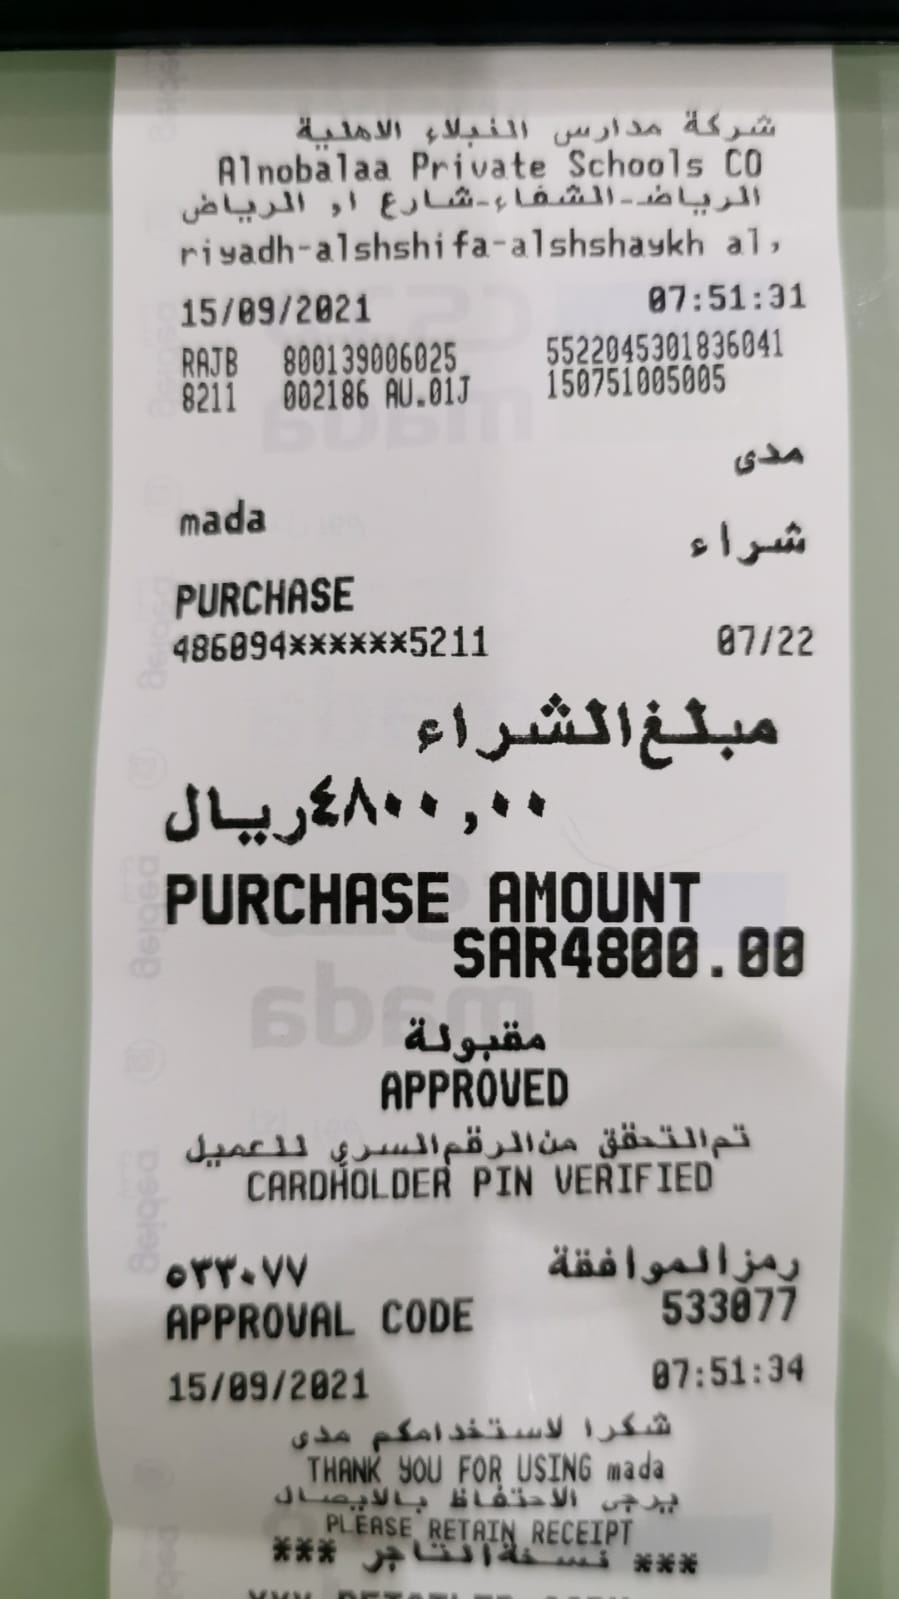 شركة مدارس النبلاء الاهلية
Alnobalaa Private Schools CO
الرياض-الشفاء-شارع ا, الرياض
riyadh-alshshifa-alshshaykh al,
15/09/2021 07:51:31
RAJB 800139006025 5522045301836041
8211 002186 AU.01J 150751005005
مدى
mada
شراء
PURCHASE
486094******5211 07/22
مبلغ الشراء
٤٨٠٠,٠٠ ريال
PURCHASE AMOUNT
SAR4800.00
مقبولة
APPROVED
تم التحقق من الرقم السري للعميل
CARDHOLDER PIN VERIFIED
رمز الموافقة ٥٣٣٠٧٧
APPROVAL CODE 533077
15/09/2021 07:51:34
شكرا لاستخدامكم مدى
THANK YOU FOR USING mada
يرجى الاحتفاظ بالايصال
PLEASE RETAIN RECEIPT
*** نسخة التاجر ***